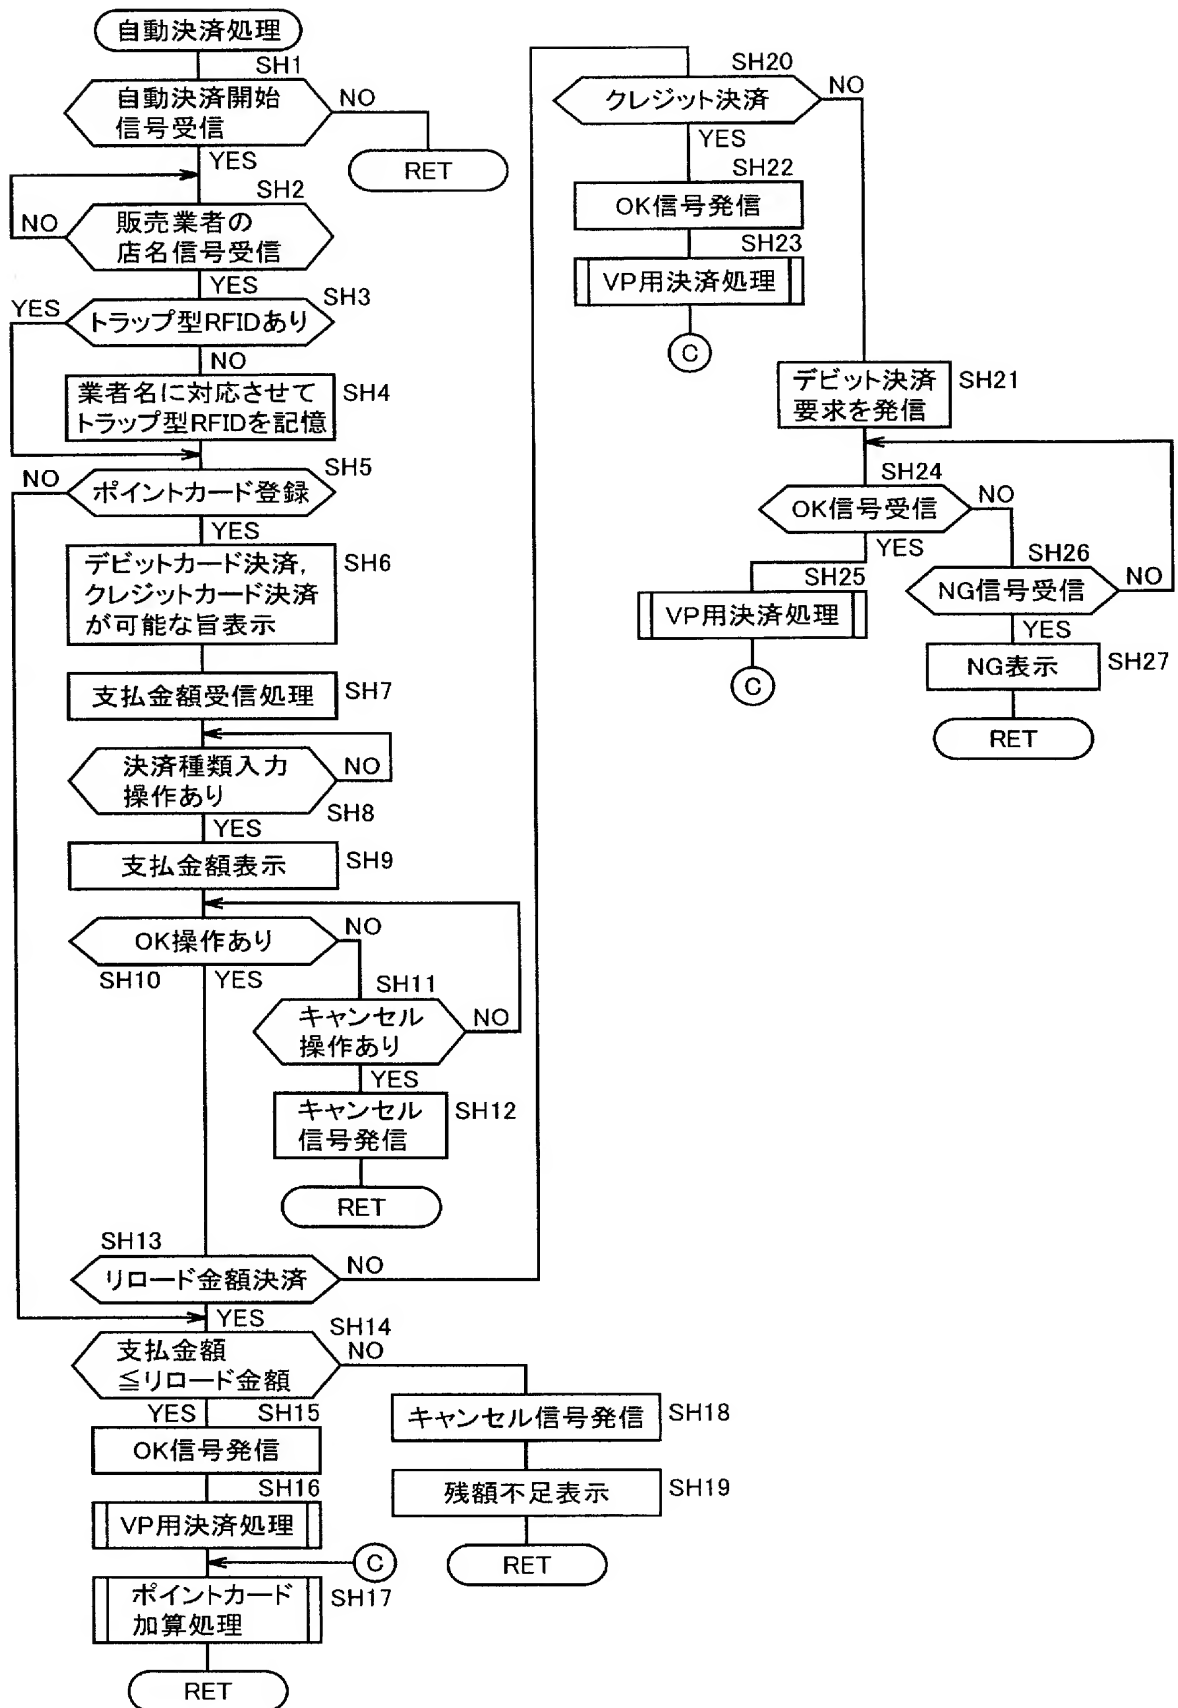 自動決済処理
SH1
自動決済開始
信号受信
NO
RET
YES
SH2
NO
販売業者の
店名信号受信
YES
SH3
YES
トラップ型RFIDあり
NO
業者名に対応させて
トラップ型RFIDを記憶
SH4
NO
SH5
ポイントカード登録
YES
デビットカード決済,
クレジットカード決済
が可能な旨表示
SH6
支払金額受信処理
SH7
決済種類入力
操作あり
NO
SH8
YES
支払金額表示
SH9
OK操作あり
NO
SH10
YES
SH11
キャンセル
操作あり
NO
YES
キャンセル
信号発信
SH12
RET
SH13
リロード金額決済
NO
YES
SH14
支払金額
≦リロード金額
NO
YES
SH15
OK信号発信
SH16
VP用決済処理
C
ポイントカード
加算処理
SH17
RET
キャンセル信号発信
SH18
残額不足表示
SH19
RET
SH20
クレジット決済
NO
YES
SH22
OK信号発信
SH23
VP用決済処理
C
デビット決済
要求を発信
SH21
SH24
OK信号受信
NO
YES
SH25
VP用決済処理
C
SH26
NG信号受信
NO
YES
NG表示
SH27
RET